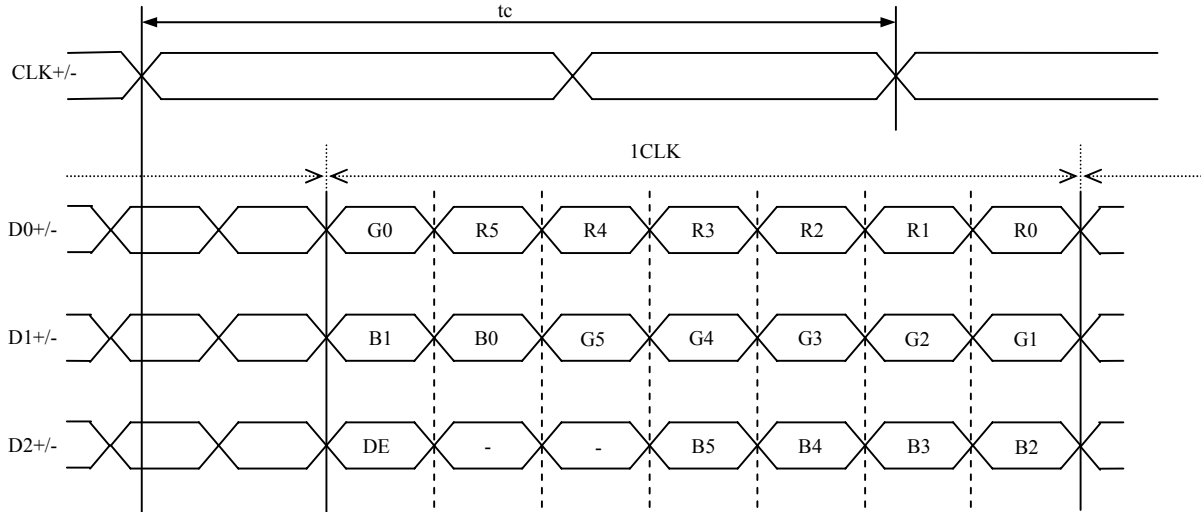 tc
CLK+/-
1CLK
D0+/- G0 R5 R4 R3 R2 R1 R0
D1+/- B1 B0 G5 G4 G3 G2 G1
D2+/- DE - - B5 B4 B3 B2